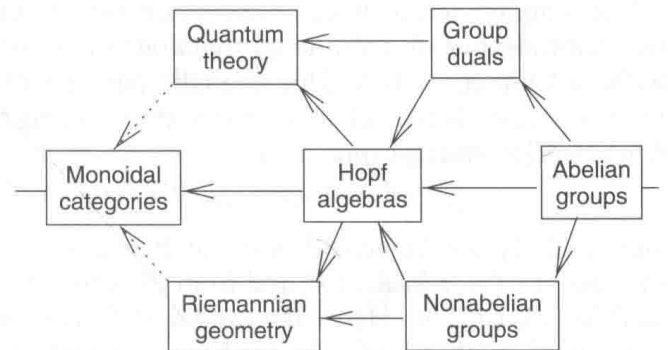 Quantum
theory
Group
duals
Monoidal
categories
Hopf
algebras
Abelian
groups
Riemannian
geometry
Nonabelian
groups